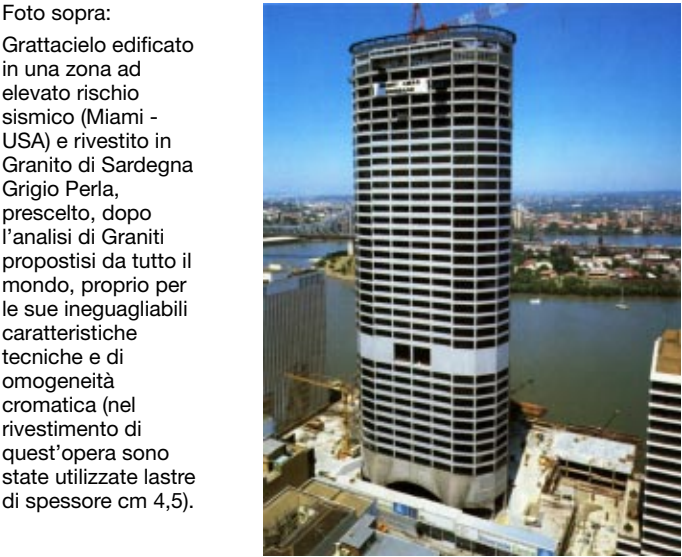 Foto sopra:
Grattacielo edificato
in una zona ad
elevato rischio
sismico (Miami -
USA) e rivestito in
Granito di Sardegna
Grigio Perla,
prescelto, dopo
l’analisi di Graniti
propostisi da tutto il
mondo, proprio per
le sue ineguagliabili
caratteristiche
tecniche e di
omogeneità
cromatica (nel
rivestimento di
quest’opera sono
state utilizzate lastre
di spessore cm 4,5).